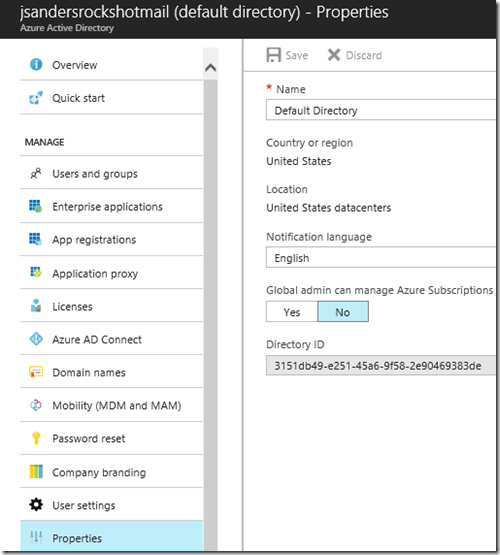 jsandersrockshotmail (default directory) - Properties
Azure Active Directory
Overview
Quick start
MANAGE
Users and groups
Enterprise applications
App registrations
Application proxy
Licenses
Azure AD Connect
Domain names
Mobility (MDM and MAM)
Password reset
Company branding
User settings
Properties
Save Discard
* Name
Default Directory
Country or region
United States
Location
United States datacenters
Notification language
English
Global admin can manage Azure Subscriptions
Yes No
Directory ID
3151db49-e251-45a6-9f58-2e90469383de